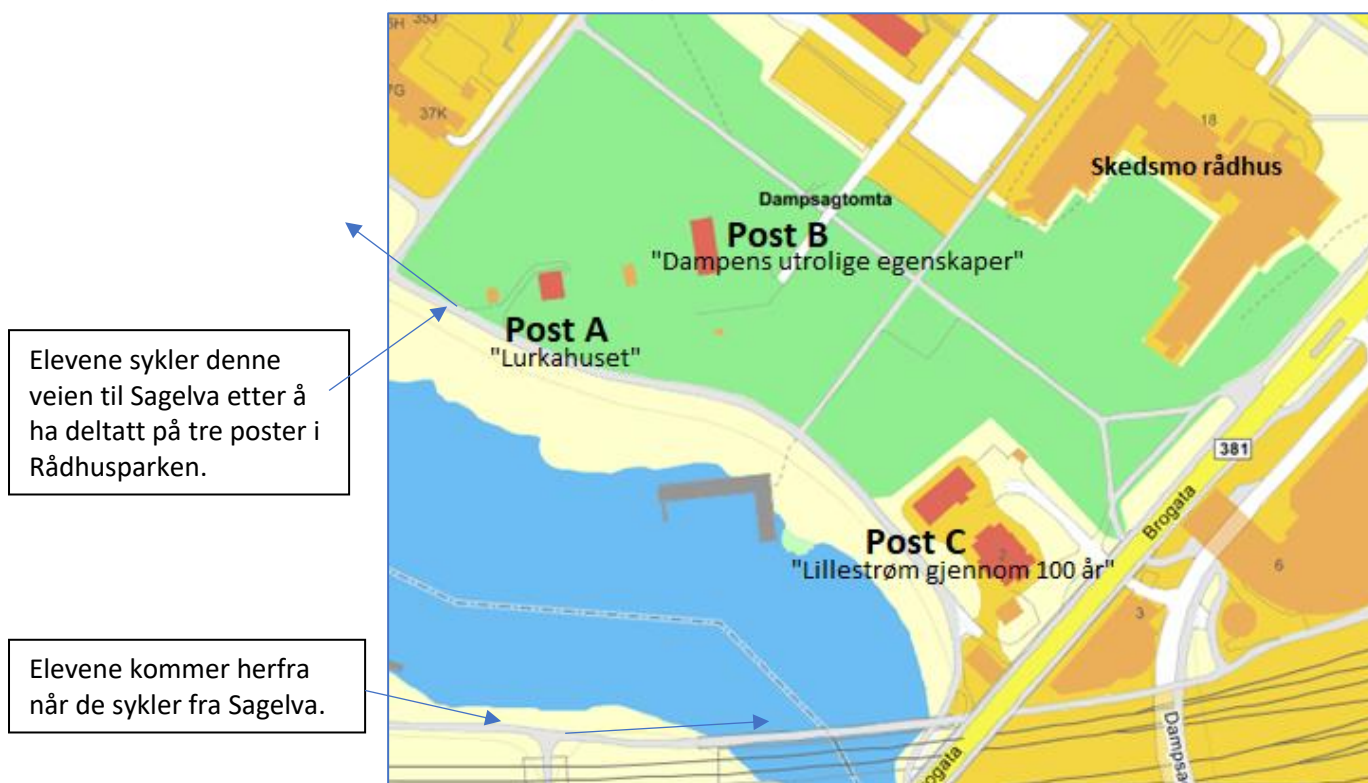 35J
37K
18
Skedsmo rådhus
Dampsagtomta
Post B
"Dampens utrolige egenskaper"
Post A
"Lurkahuset"
Elevene sykler denne
veien til Sagelva etter å
ha deltatt på tre poster i
Rådhusparken.
381
Brogata
Post C
"Lillestrøm gjennom 100 år"
2
6
3
Elevene kommer herfra
når de sykler fra Sagelva.